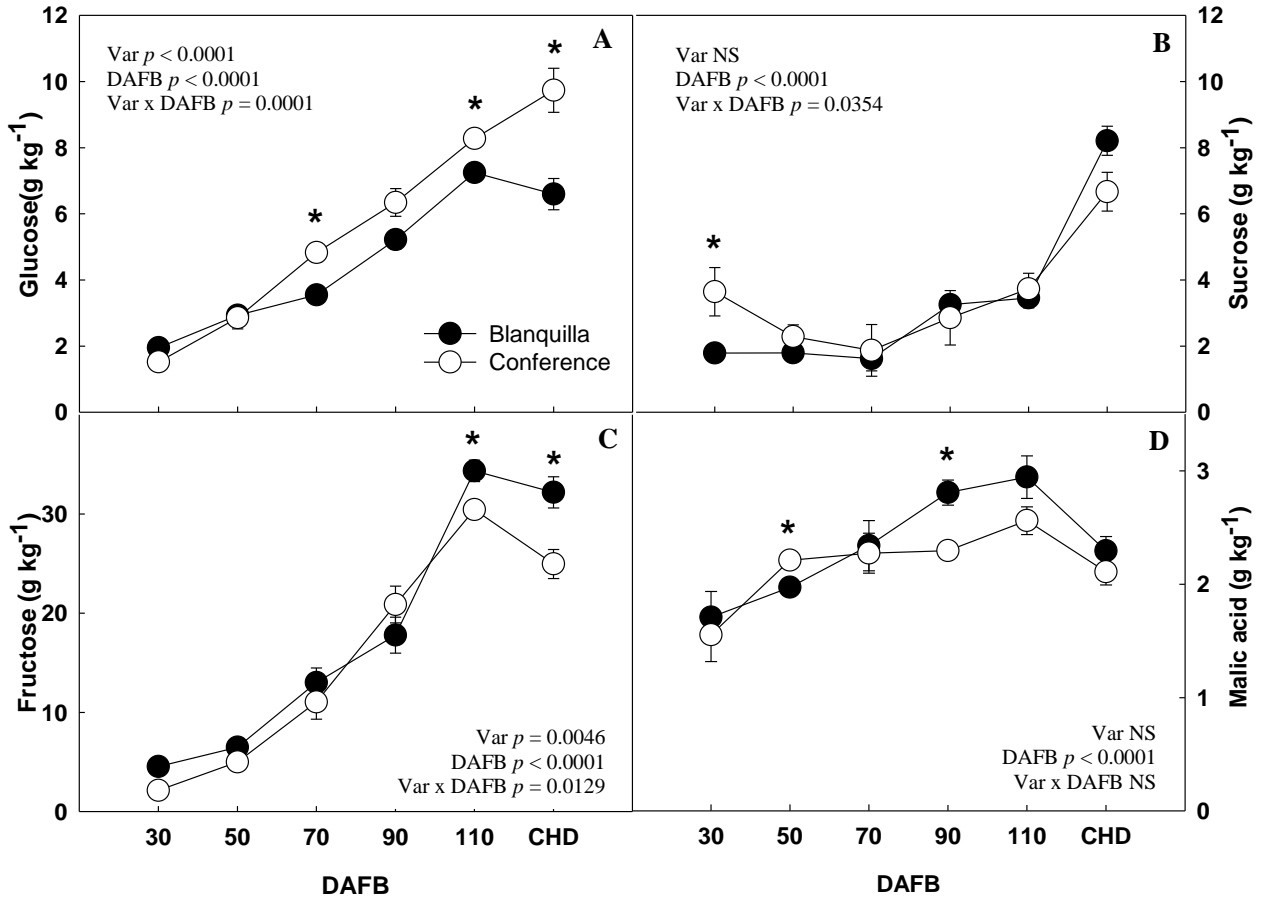 A
Var p < 0.0001
DAFB p < 0.0001
Var x DAFB p = 0.0001
* * *
Glucose(g kg-1)
12
10
8
6
4
2
0
Blanquilla
Conference
B
Var NS
DAFB p < 0.0001
Var x DAFB p = 0.0354
*
Sucrose (g kg-1)
12
10
8
6
4
2
0
C
* *
Fructose (g kg-1)
30
20
10
0
Var p = 0.0046
DAFB p < 0.0001
Var x DAFB p = 0.0129
30 50 70 90 110 CHD
DAFB
D
* *
Malic acid (g kg-1)
3
2
1
0
Var NS
DAFB p < 0.0001
Var x DAFB NS
30 50 70 90 110 CHD
DAFB